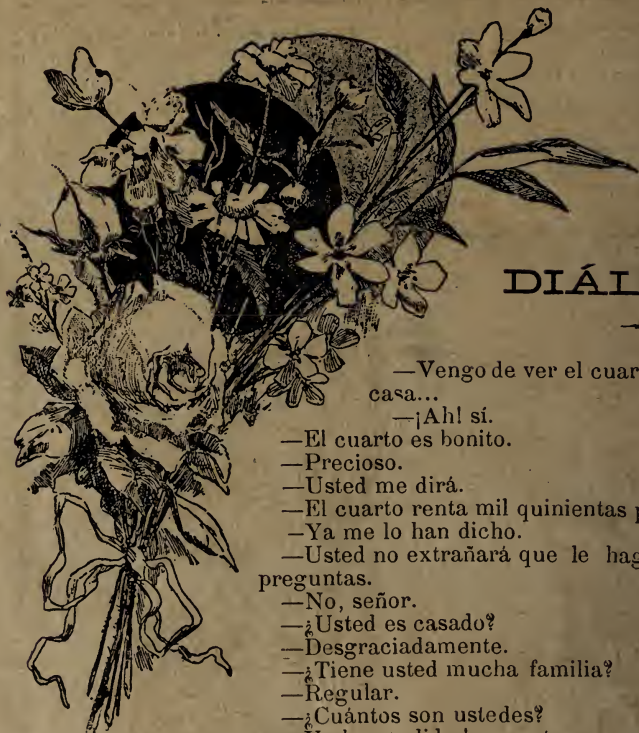 DIÁL
—Vengo de ver el cuar
casa...
—¡Ah! sí.
—El cuarto es bonito.
—Precioso.
—Usted me dirá.
—El cuarto renta mil quinientas
—Ya me lo han dicho.
—Usted no extrañará que le hag
preguntas.
—No, señor.
—¿Usted es casado?
—Desgraciadamente.
—¿Tiene usted mucha familia?
—Regular.
—¿Cuántos son ustedes?